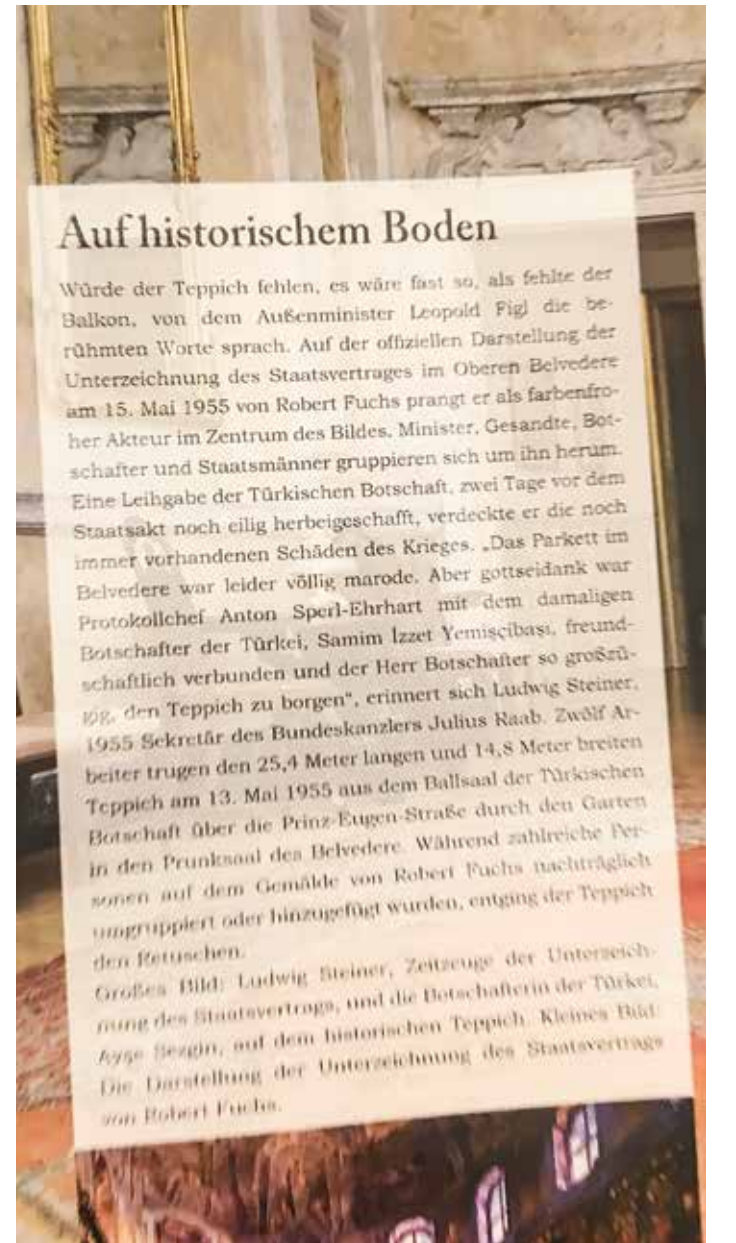 Auf historischem Boden
Würde der Teppich fehlen, es wäre fast so, als fehlte der
Balkon, von dem Außenminister Leopold Figl die be-
rühmten Worte sprach. Auf der offiziellen Darstellung der
Unterzeichnung des Staatsvertrages im Oberen Belvedere
am 15. Mai 1955 von Robert Fuchs prangt er als farbenfro-
her Akteur im Zentrum des Bildes. Minister, Gesandte, Bot-
schafter und Staatsmänner gruppieren sich um ihn herum.
Eine Leihgabe der Türkischen Botschaft, zwei Tage vor dem
Staatsakt noch eilig herbeigeschafft, verdeckte er die noch
immer vorhandenen Schäden des Krieges. „Das Parkett im
Belvedere war leider völlig marode. Aber gottseidank war
Protokollchef Anton Sperl-Ehrhart mit dem damaligen
Botschafter der Türkei, Samim İzzet Yemişçibaşı, freund-
schaftlich verbunden und der Herr Botschafter so großzü-
gig, den Teppich zu borgen“, erinnert sich Ludwig Steiner,
1955 Sekretär des Bundeskanzlers Julius Raab. Zwölf Ar-
beiter trugen den 25,4 Meter langen und 14,8 Meter breiten
Teppich am 13. Mai 1955 aus dem Ballsaal der Türkischen
Botschaft über die Prinz-Eugen-Straße durch den Garten
in den Prunksaal des Belvedere. Während zahlreiche Per-
sonen auf dem Gemälde von Robert Fuchs nachträglich
umgruppiert oder hinzugefügt wurden, entging der Teppich
den Retuschen.
Großes Bild: Ludwig Steiner, Zeitzeuge der Unterzeich-
nung des Staatsvertrags, und die Botschafterin der Türkei,
Ayşe Sezgin, auf dem historischen Teppich. Kleines Bild:
Die Darstellung der Unterzeichnung des Staatsvertrags
von Robert Fuchs.